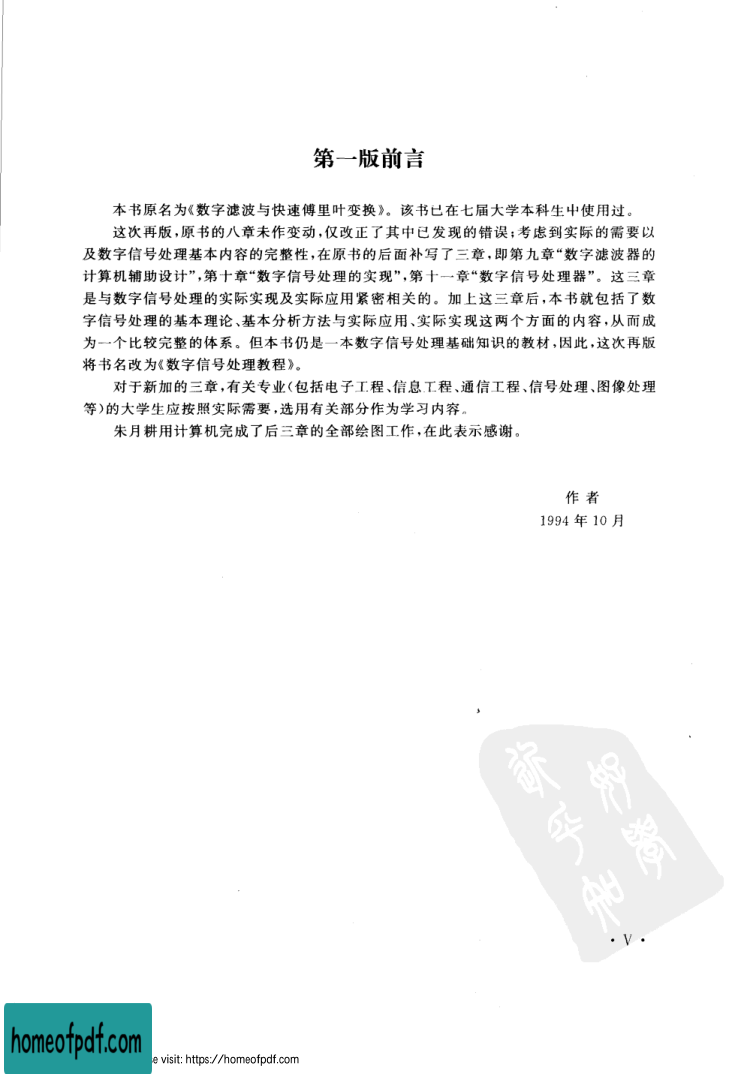 第一版前言
本书原名为《数字滤波与快速傅里叶变换》。该书已在七届大学本科生中使用过。
这次再版,原书的八章未作变动,仅改正了其中已发现的错误;考虑到实际的需要以
及数字信号处理基本内容的完整性,在原书的后面补写了三章,即第九章“数字滤波器的
计算机辅助设计”,第十章“数字信号处理的实现”,第十一章“数字信号处理器”。这三章
是与数字信号处理的实际实现及实际应用紧密相关的。加上这三章后,本书就包括了数
字信号处理的基本理论、基本分析方法与实际应用、实际实现这两个方面的内容,从而成
为一个比较完整的体系。但本书仍是一本数字信号处理基础知识的教材,因此,这次再版
将书名改为《数字信号处理教程》。
对于新加的三章,有关专业(包括电子工程、信息工程、通信工程、信号处理、图像处理
等)的大学生应按照实际需要,选用有关部分作为学习内容。
朱月耕用计算机完成了后三章的全部绘图工作,在此表示感谢。
作 者
1994 年 10 月
好學
· V ·
homeofpdf.com
e visit: https://homeofpdf.com